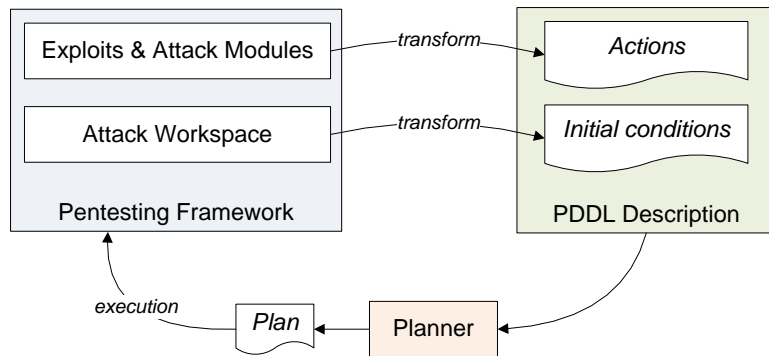 Exploits & Attack Modules
transform
Actions
Attack Workspace
transform
Initial conditions
Pentesting Framework
PDDL Description
execution
Plan
Planner